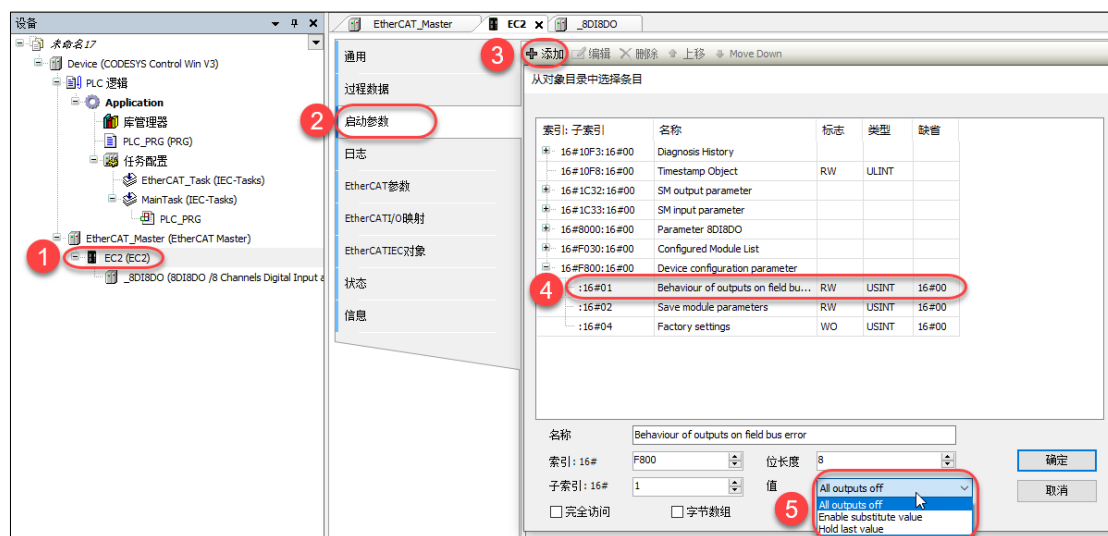 设备
未命名17
Device (CODESYS Control Win V3)
PLC 逻辑
Application
库管理器
PLC_PRG (PRG)
任务配置
EtherCAT_Task (IEC-Tasks)
MainTask (IEC-Tasks)
PLC_PRG
EtherCAT_Master (EtherCAT Master)
1
EC2 (EC2)
_8DI8DO (8DI8DO /8 Channels Digital Input a
EtherCAT_Master
EC2
_8DI8DO
通用
过程数据
2
启动参数
日志
EtherCAT参数
EtherCATI/O映射
EtherCATIEC对象
状态
信息
3
添加 编辑 删除 上移 Move Down
从对象目录中选择条目
索引:子索引 名称 标志 类型 缺省
16#10F3:16#00 Diagnosis History
16#10F8:16#00 Timestamp Object RW ULINT
16#1C32:16#00 SM output parameter
16#1C33:16#00 SM input parameter
16#8000:16#00 Parameter 8DI8DO
16#F030:16#00 Configured Module List
16#F800:16#00 Device configuration parameter
4
:16#01 Behaviour of outputs on field bu... RW USINT 16#00
:16#02 Save module parameters RW USINT 16#00
:16#04 Factory settings WO USINT 16#00
名称 Behaviour of outputs on field bus error
索引:16# F800 位长度 8 确定
子索引:16# 1 值 All outputs off 取消
5
All outputs off
完全访问 字节数组 Enable substitute value
Hold last value